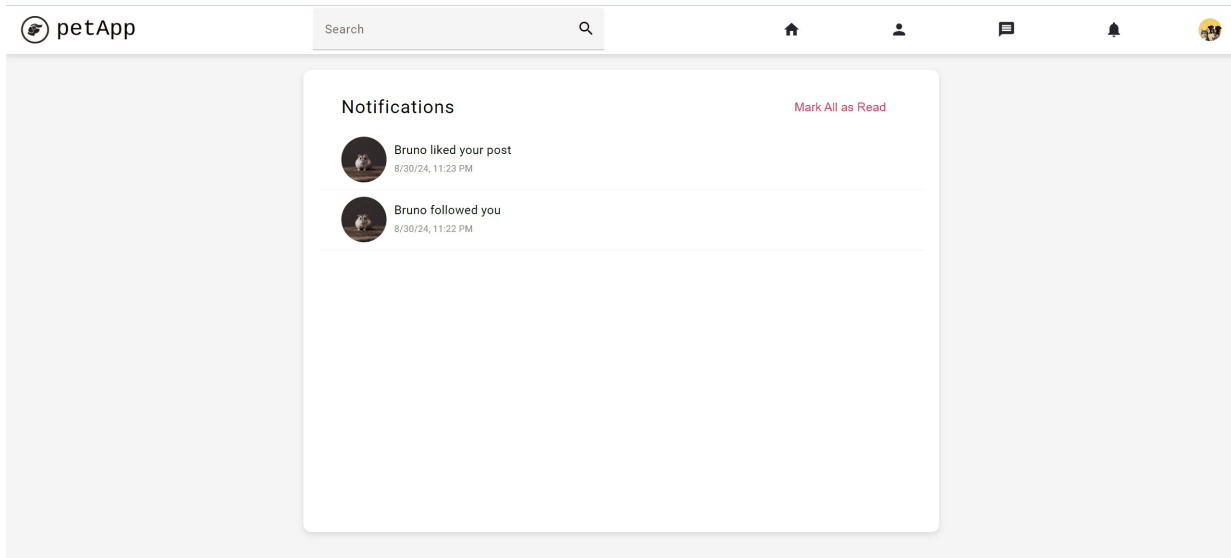 petApp
Search
Notifications
Mark All as Read
Bruno liked your post
8/30/24, 11:23 PM
Bruno followed you
8/30/24, 11:22 PM